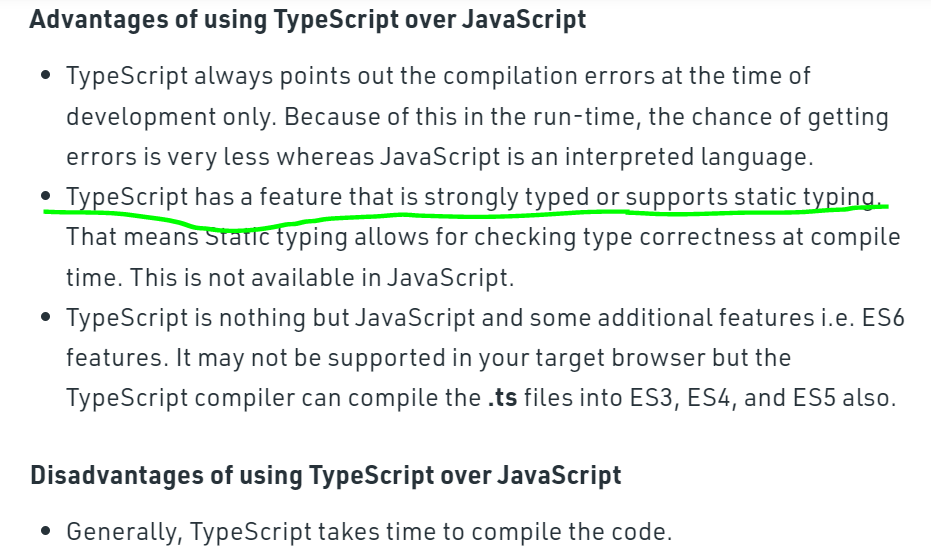 Advantages of using TypeScript over JavaScript
• TypeScript always points out the compilation errors at the time of
development only. Because of this in the run-time, the chance of getting
errors is very less whereas JavaScript is an interpreted language.
• TypeScript has a feature that is strongly typed or supports static typing.
That means Static typing allows for checking type correctness at compile
time. This is not available in JavaScript.
• TypeScript is nothing but JavaScript and some additional features i.e. ES6
features. It may not be supported in your target browser but the
TypeScript compiler can compile the .ts files into ES3, ES4, and ES5 also.
Disadvantages of using TypeScript over JavaScript
• Generally, TypeScript takes time to compile the code.